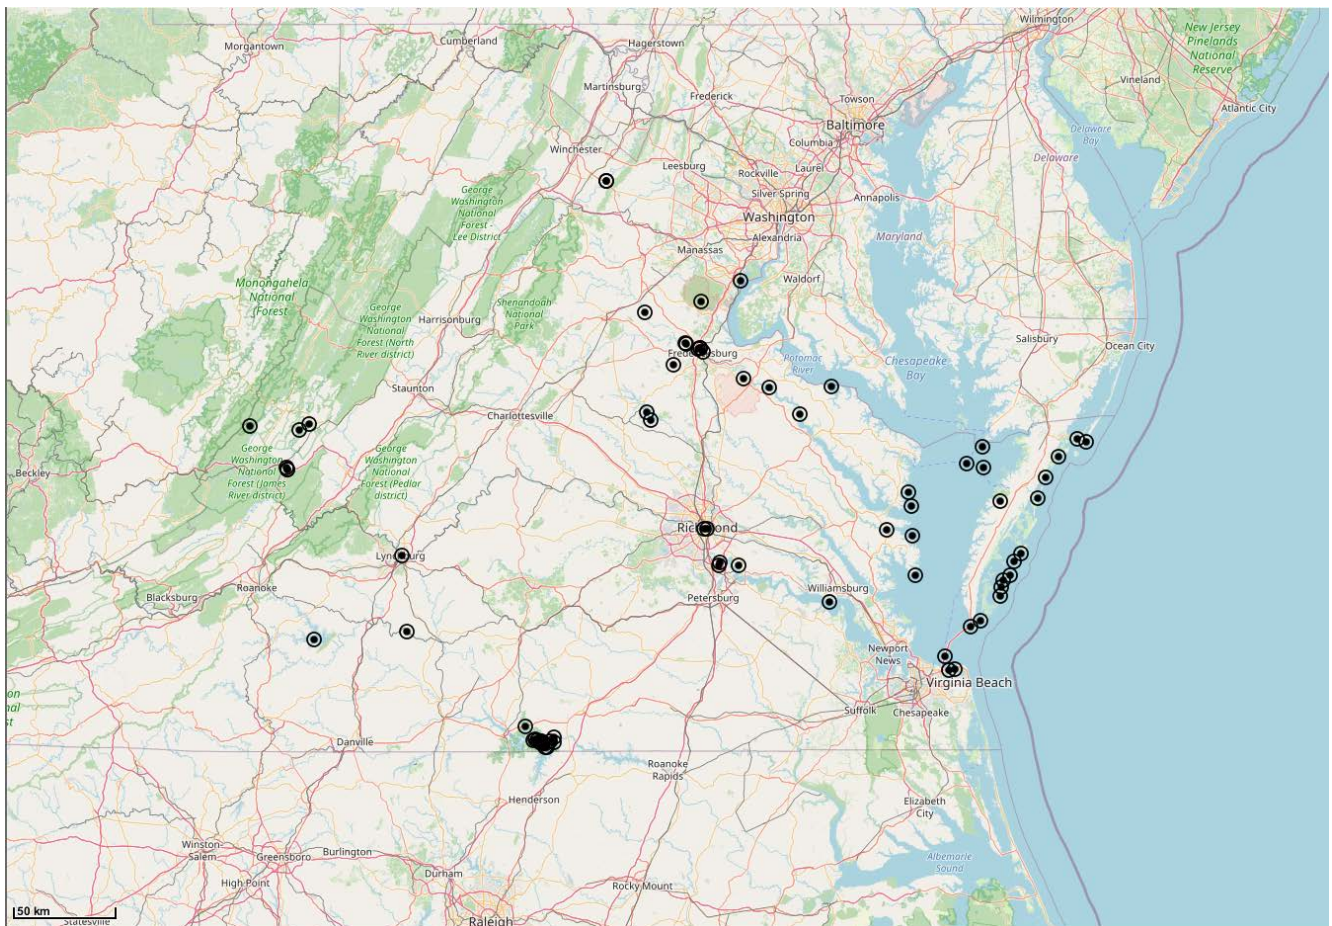 Wilmington
Morgantown
Cumberland
Hagerstown
New Jersey
Pinelands
National
Reserve
Martinsburg
Frederick
Towson
Vineland
Atlantic City
Baltimore
Delaware
Bay
Columbia
Winchester
Leesburg
Laurel
Rockville
Delaware
Silver Spring
Annapolis
George
Washington
National
Forest -
Lee District
Washington
Alexandria
Maryland
Manassas
Waldorf
Monongahela
National
Forest
Shenandoah
National
Park
George
Washington
National
Forest (North
River district)
Harrisonburg
Salisbury
Ocean City
Potomac
River
Chesapeake
Bay
Staunton
Charlottesville
George
Washington
National
Forest (James
River district)
George
Washington
National
Forest (Pedlar
district)
Beckley
Roanoke
Blacksburg
Williamsburg
Petersburg
Newport
News
Virginia Beach
Suffolk
Chesapeake
Danville
Roanoke
Rapids
Henderson
Elizabeth
City
Winston-
Salem
Greensboro
Burlington
Durham
High Point
Rocky Mount
Albemarle
Sound
50 km
Statesville
Raleigh